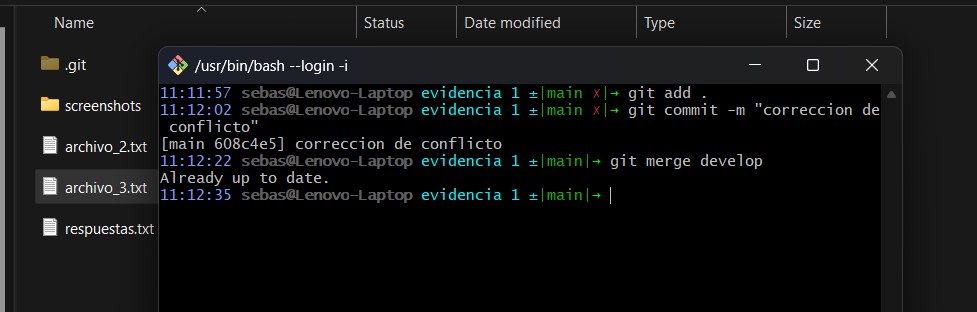 Name Status Date modified Type Size
.git
screenshots
archivo_2.txt
archivo_3.txt
respuestas.txt
/usr/bin/bash --login -i
11:11:57 sebas@Lenovo-Laptop evidencia 1 ±|main ✗|→ git add .
11:12:02 sebas@Lenovo-Laptop evidencia 1 ±|main ✗|→ git commit -m "correccion de
conflicto"
[main 608c4e5] correccion de conflicto
11:12:22 sebas@Lenovo-Laptop evidencia 1 ±|main|→ git merge develop
Already up to date.
11:12:35 sebas@Lenovo-Laptop evidencia 1 ±|main|→